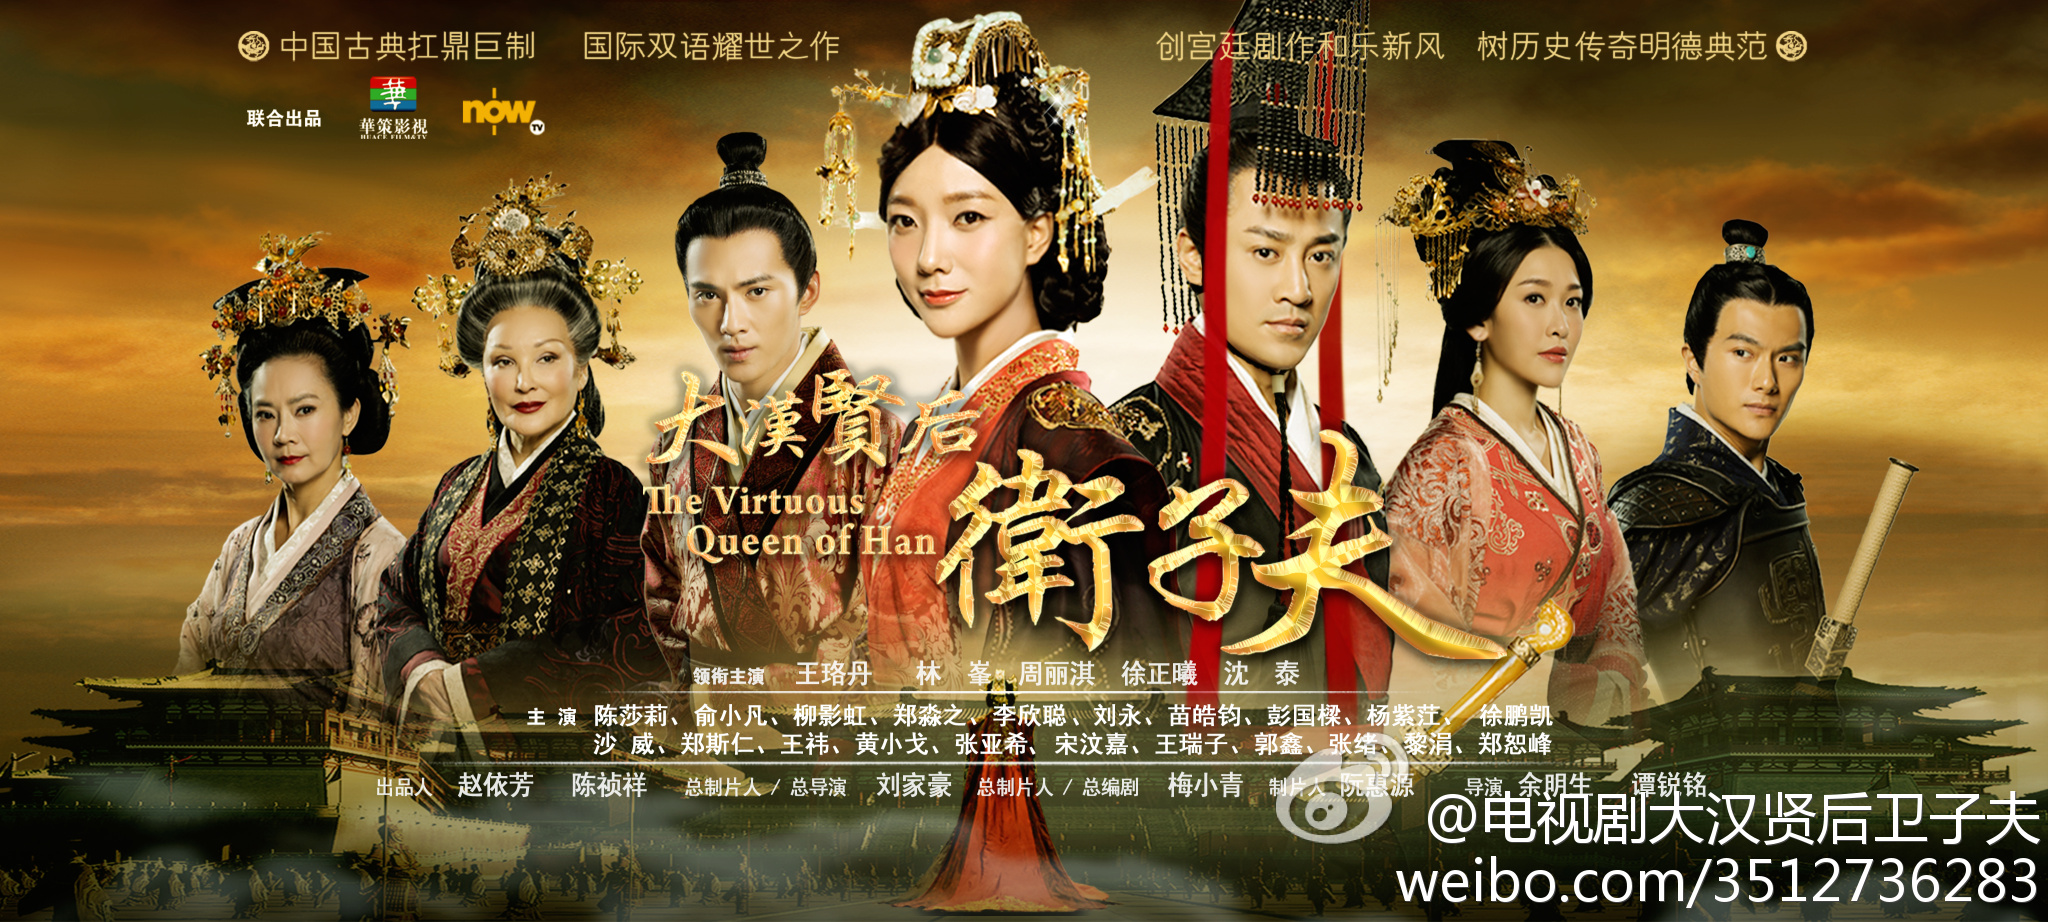 中国古典扛鼎巨制 国际双语耀世之作 创宫廷剧作和乐新风 树历史传奇明德典范
联合出品 華 華策影視 HUACE FILM&TV now TV
大漢賢后
The Virtuous
Queen of Han
衛子夫
领衔主演 王珞丹 林峯 周丽淇 徐正曦 沈泰
主演 陈莎莉、俞小凡、柳影虹、郑淼之、李欣聪、刘永、苗皓钧、彭国樑、杨紫茳、徐鹏凯
沙威、郑斯仁、王祎、黄小戈、张亚希、宋汶嘉、王瑞子、郭鑫、张绪、黎涓、郑恕峰
出品人 赵依芳 陈祯祥 总制片人 / 总导演 刘家豪 总制片人 / 总编剧 梅小青 制片人 阮惠源 导演 余明生 谭锐铭
@电视剧大汉贤后卫子夫
weibo.com/3512736283